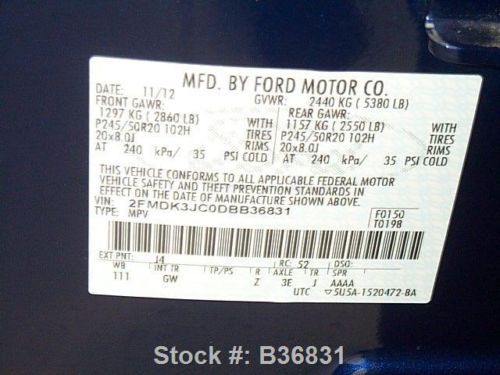 MFD. BY FORD MOTOR CO.
DATE: 11/12 GVWR: 2440 KG ( 5380 LB)
FRONT GAWR: REAR GAWR:
1297 KG ( 2860 LB) 1157 KG ( 2550 LB)
P245/50R20 102H TIRES P245/50R20 102H TIRES
20x8.0J RIMS 20x8.0J RIMS
AT 240 kPa/ 35 PSI COLD AT 240 kPa/ 35 PSI COLD
THIS VEHICLE CONFORMS TO ALL APPLICABLE FEDERAL MOTOR
VEHICLE SAFETY AND THEFT PREVENTION STANDARDS IN
EFFECT ON THE DATE OF MANUFACTURE SHOWN ABOVE.
VIN: 2FMDK3JC0DBB36831 F0150
TYPE: MPV T0198
EXT PNT: J4 RC: 52 DSO:
WB INT TR TP/PS R AXLE TR SPR
111 GW Z 3E J AAAA
UTC ▽5U5A-1520472-BA
Stock #: B36831